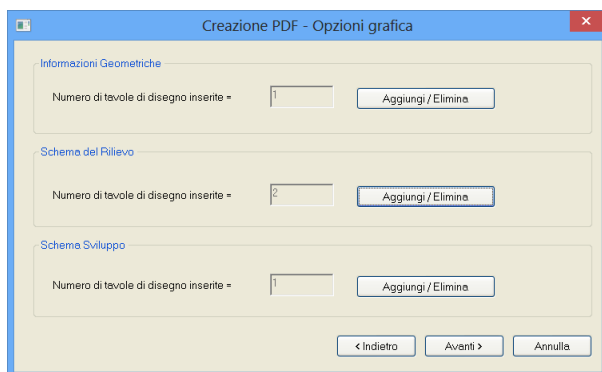 Creazione PDF - Opzioni grafica
Informazioni Geometriche
Numero di tavole di disegno inserite = 1 Aggiungi / Elimina
Schema del Rilievo
Numero di tavole di disegno inserite = 2 Aggiungi / Elimina
Schema Sviluppo
Numero di tavole di disegno inserite = 1 Aggiungi / Elimina
< Indietro Avanti > Annulla